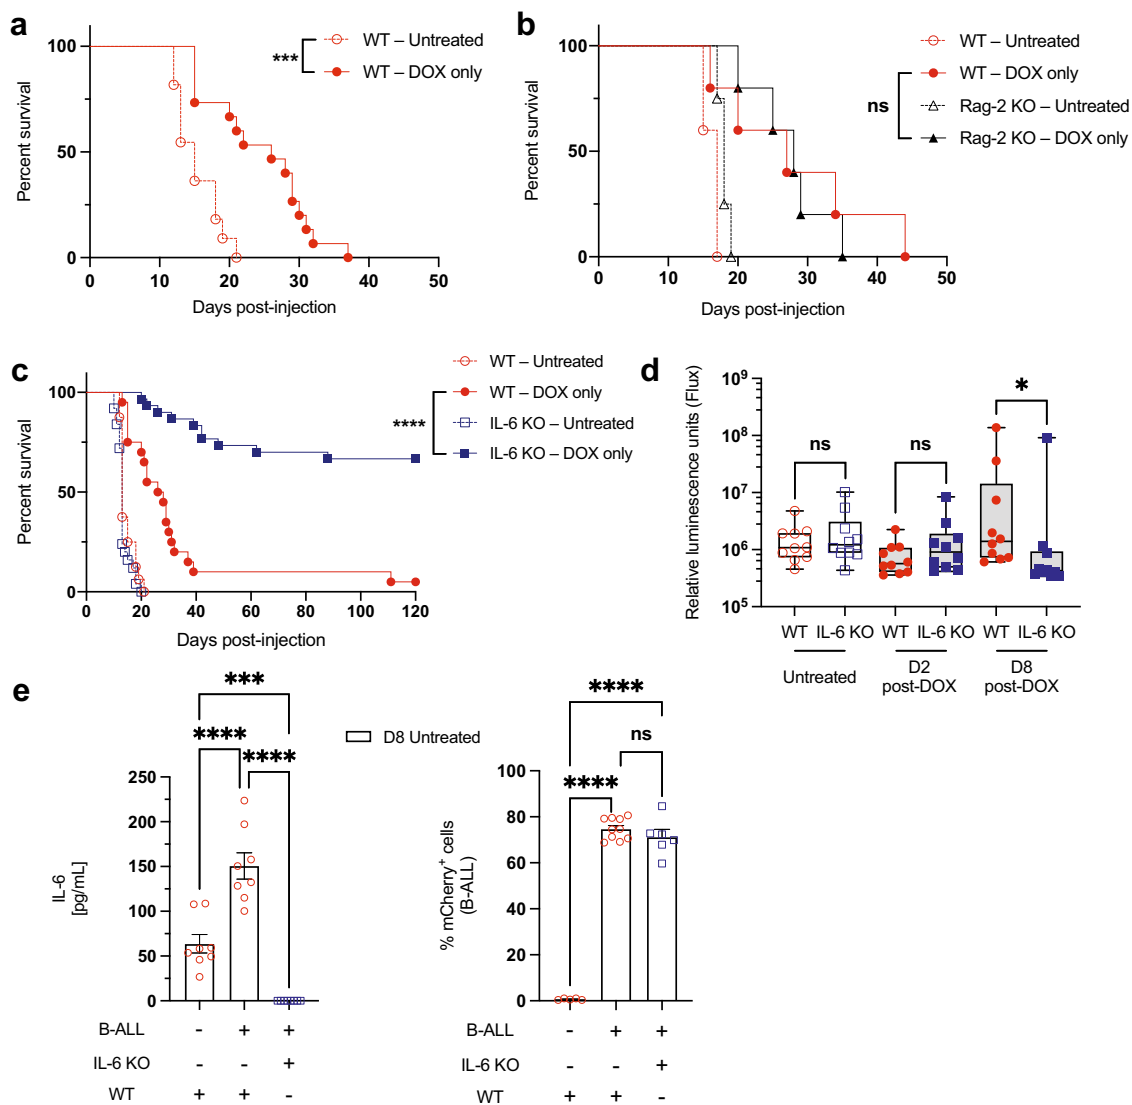 a
WT – Untreated
WT – DOX only
***
Percent survival
100
50
0
0 10 20 30 40 50
Days post-injection
b
WT – Untreated
WT – DOX only
Rag-2 KO – Untreated
Rag-2 KO – DOX only
ns
Percent survival
100
50
0
0 10 20 30 40 50
Days post-injection
c
WT – Untreated
WT – DOX only
IL-6 KO – Untreated
IL-6 KO – DOX only
****
Percent survival
100
50
0
0 20 40 60 80 100 120
Days post-injection
d
Relative luminescence units (Flux)
10⁹
10⁸
10⁷
10⁶
10⁵
ns
ns
*
WT IL-6 KO WT IL-6 KO WT IL-6 KO
Untreated
D2
post-DOX
D8
post-DOX
e
D8 Untreated
***
****
****
IL-6
[pg/mL]
250
200
150
100
50
0
B-ALL - + +
IL-6 KO - - +
WT + + -
****
ns
****
% mCherry⁺ cells
(B-ALL)
100
80
60
40
20
0
B-ALL - + +
IL-6 KO - - +
WT + + -